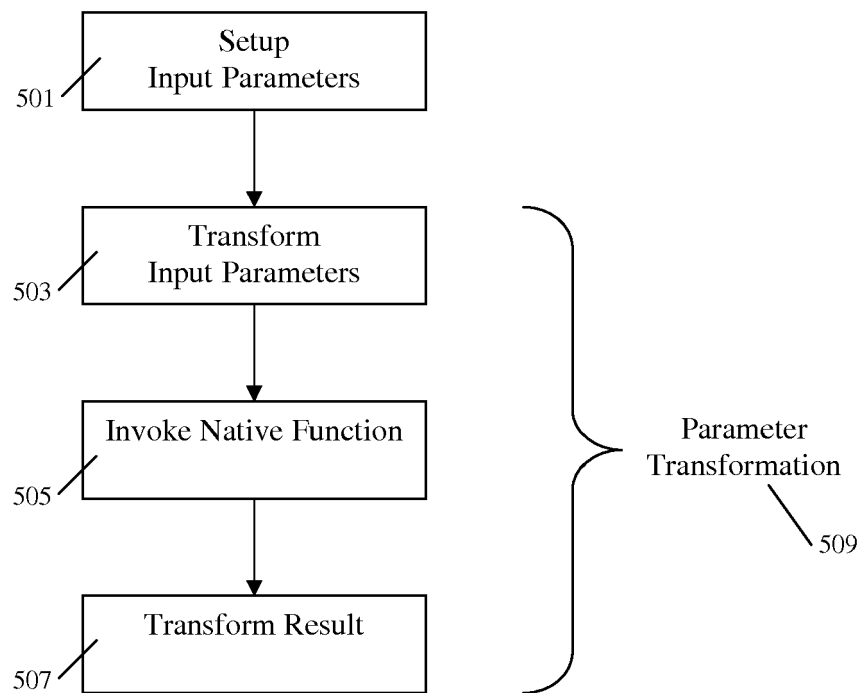 Setup
Input Parameters
501
Transform
Input Parameters
503
Invoke Native Function
505
Parameter
Transformation
509
Transform Result
507